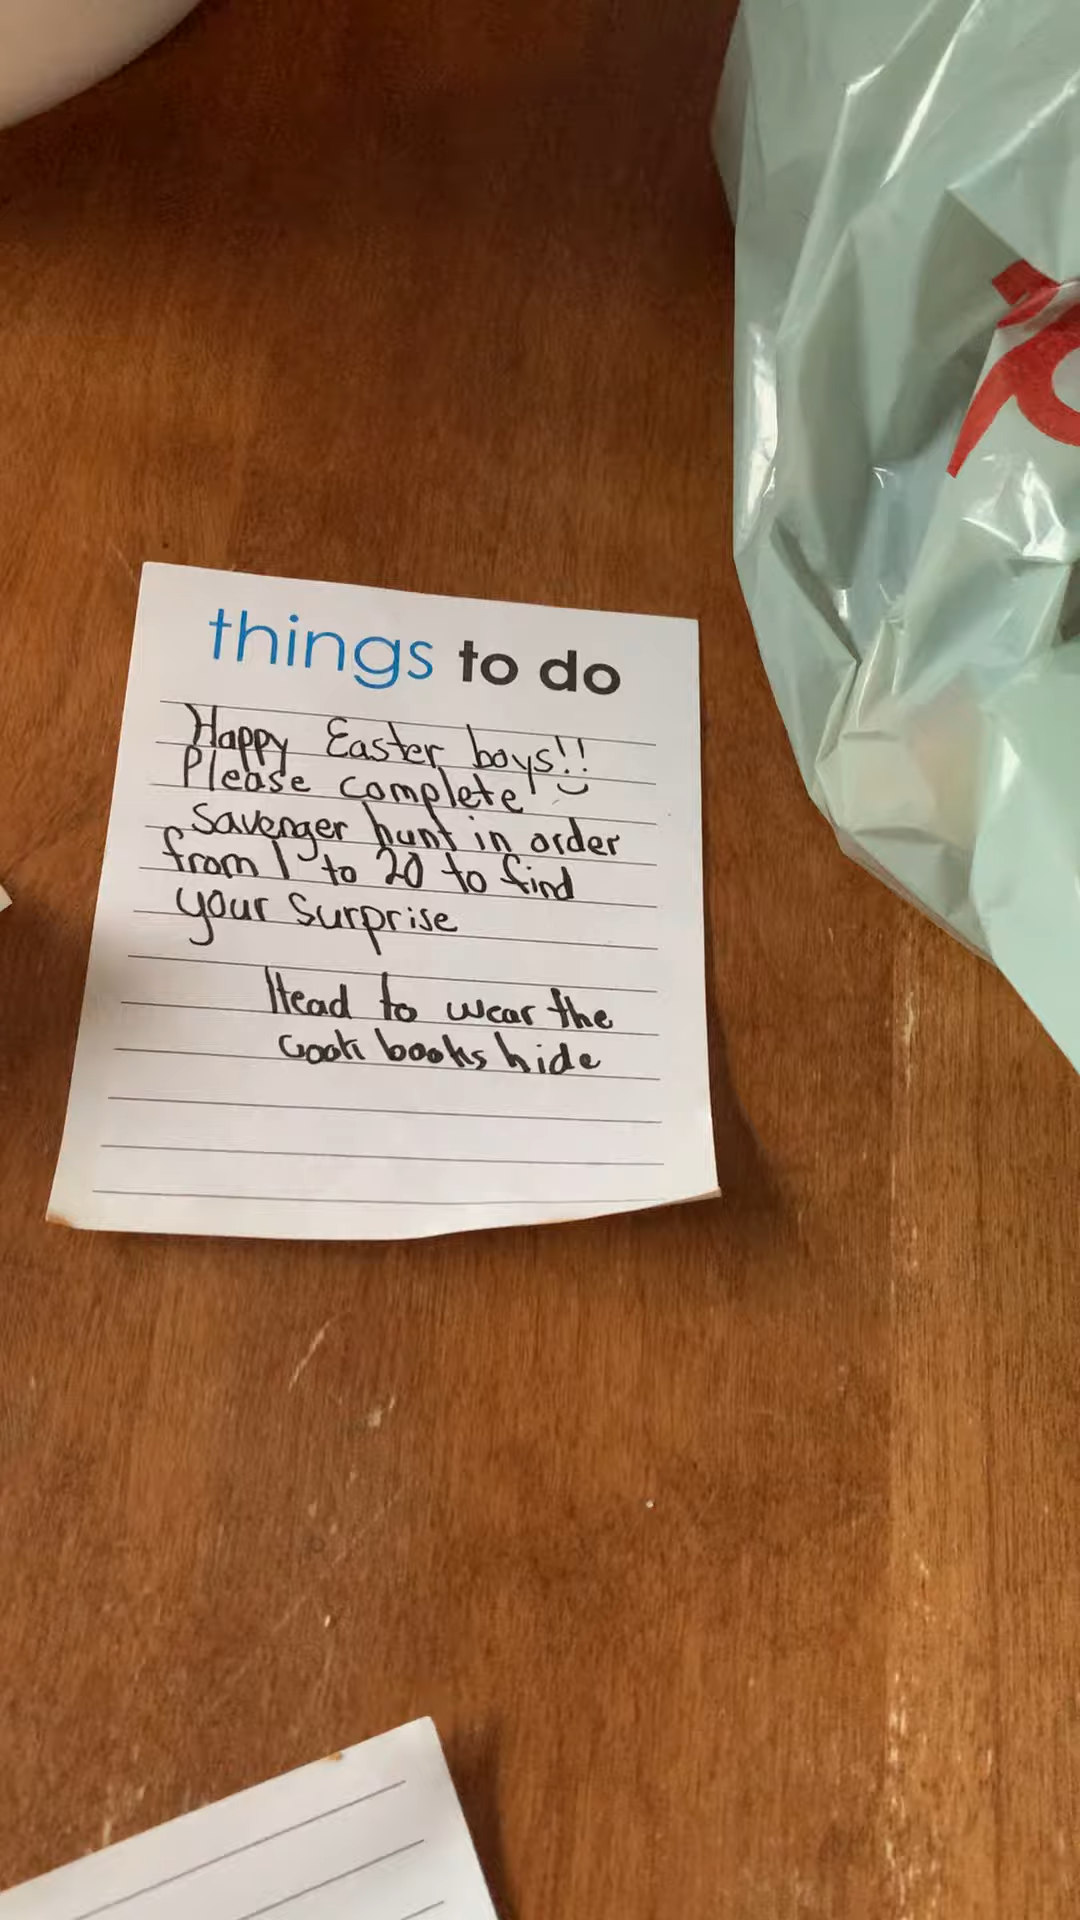 things to do
Happy Easter boys!!
Please complete
Savenger hunt in order
from 1 to 20 to find
your Surprise
Head to wear the
Cook books hide